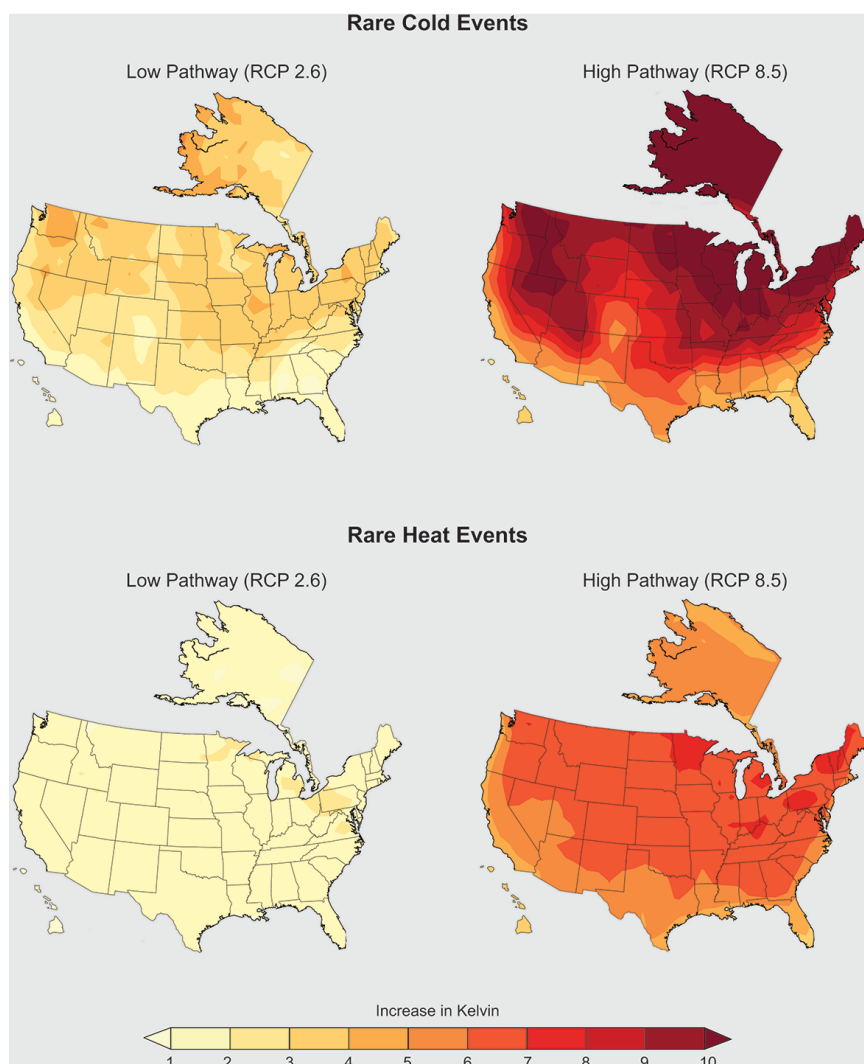 Rare Cold Events
Low Pathway (RCP 2.6) High Pathway (RCP 8.5)
Rare Heat Events
Low Pathway (RCP 2.6) High Pathway (RCP 8.5)
Increase in Kelvin
1 2 3 4 5 6 7 8 9 10